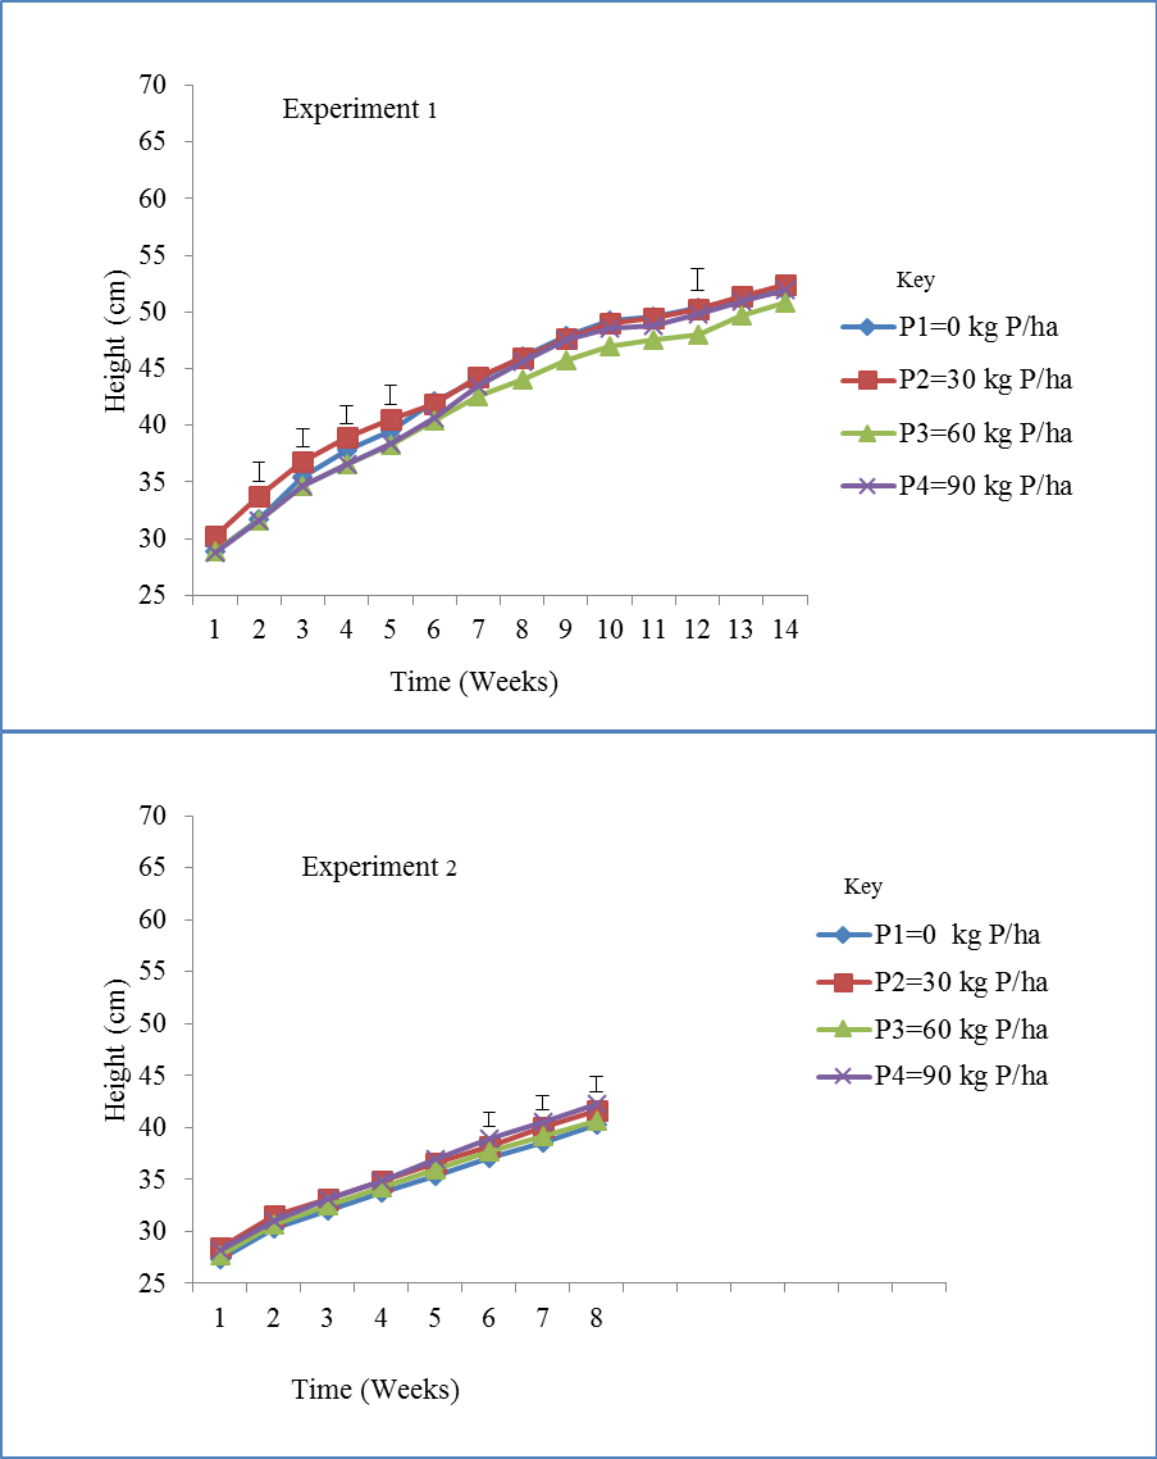 Experiment 1
70
65
60
55
50
45
40
35
30
25
Height (cm)
1 2 3 4 5 6 7 8 9 10 11 12 13 14
Time (Weeks)
Key
P1=0 kg P/ha
P2=30 kg P/ha
P3=60 kg P/ha
P4=90 kg P/ha
Experiment 2
70
65
60
55
50
45
40
35
30
25
Height (cm)
1 2 3 4 5 6 7 8
Time (Weeks)
Key
P1=0  kg P/ha
P2=30 kg P/ha
P3=60 kg P/ha
P4=90 kg P/ha